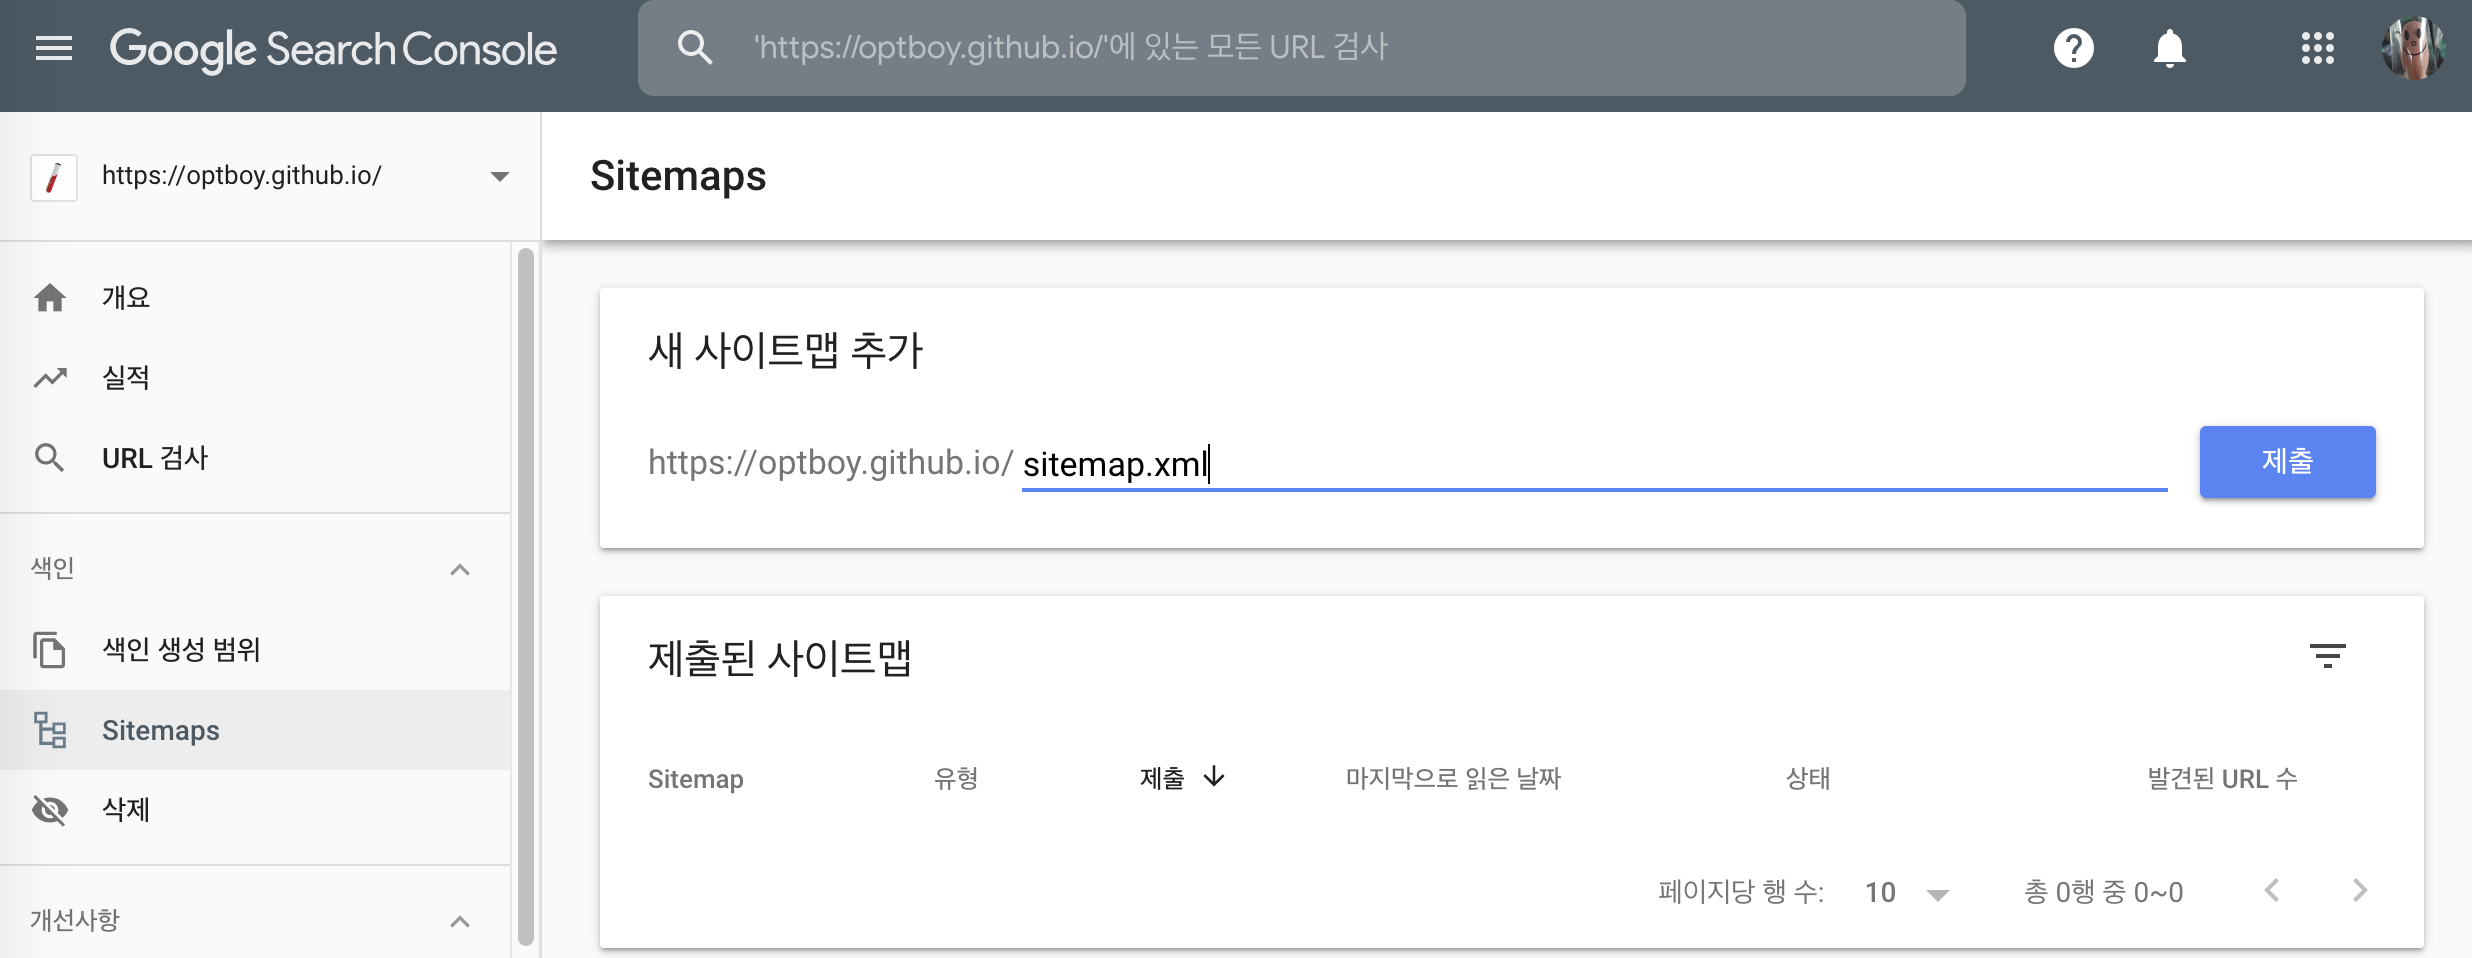 Google Search Console
'https://optboy.github.io/'에 있는 모든 URL 검사
https://optboy.github.io/
개요
실적
URL 검사
색인
색인 생성 범위
Sitemaps
삭제
개선사항
Sitemaps
새 사이트맵 추가
https://optboy.github.io/ sitemap.xml
제출
제출된 사이트맵
Sitemap 유형 제출 마지막으로 읽은 날짜 상태 발견된 URL 수
페이지당 행 수: 10 총 0행 중 0~0